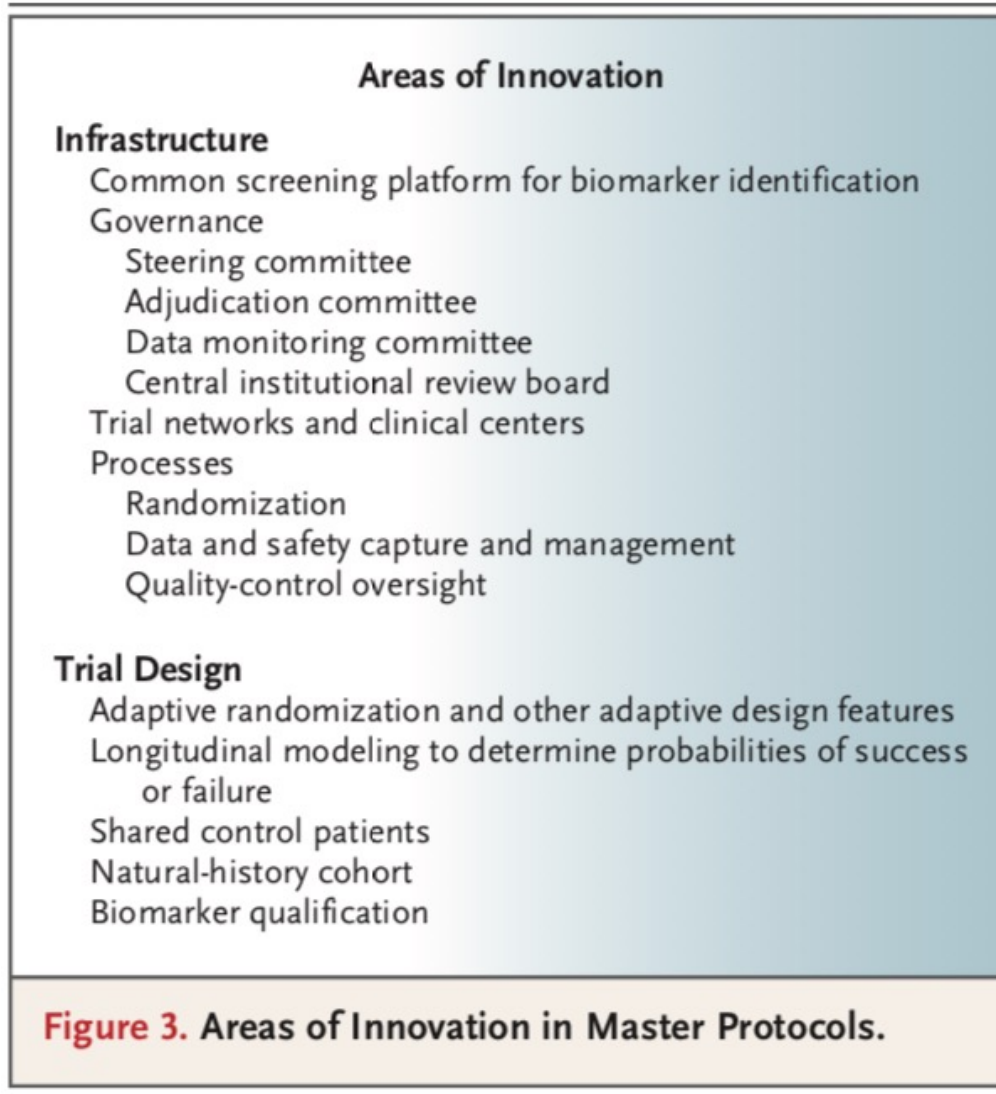 Areas of Innovation
Infrastructure
Common screening platform for biomarker identification
Governance
Steering committee
Adjudication committee
Data monitoring committee
Central institutional review board
Trial networks and clinical centers
Processes
Randomization
Data and safety capture and management
Quality-control oversight
Trial Design
Adaptive randomization and other adaptive design features
Longitudinal modeling to determine probabilities of success
or failure
Shared control patients
Natural-history cohort
Biomarker qualification
Figure 3. Areas of Innovation in Master Protocols.